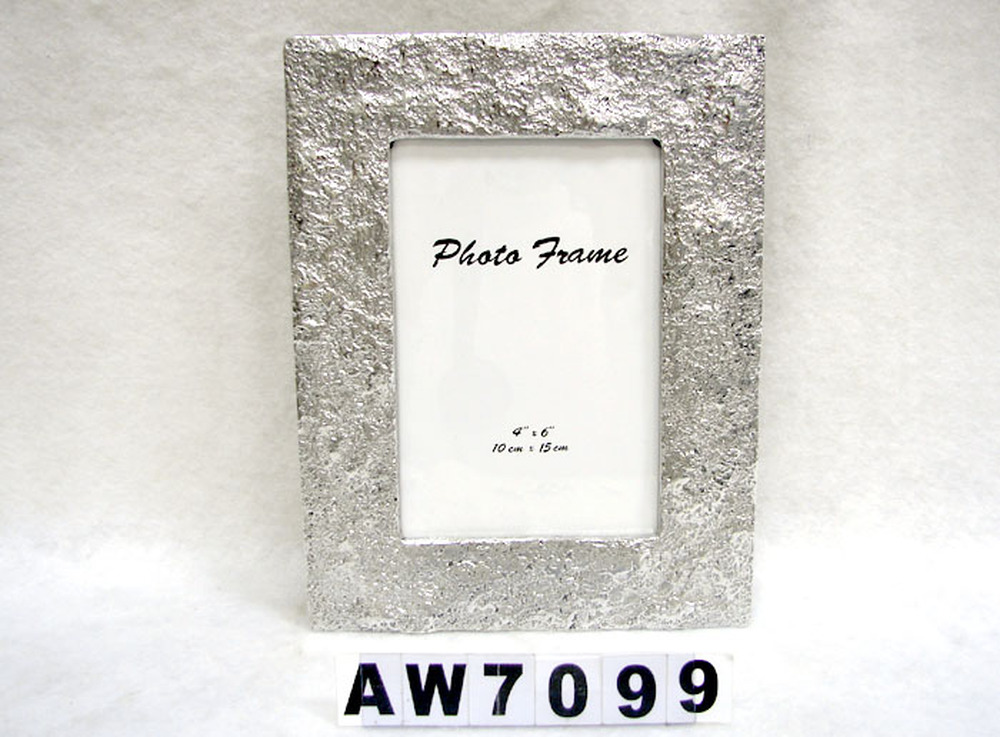 Photo Frame
4" x 6"
10 cm x 15 cm
AW7099